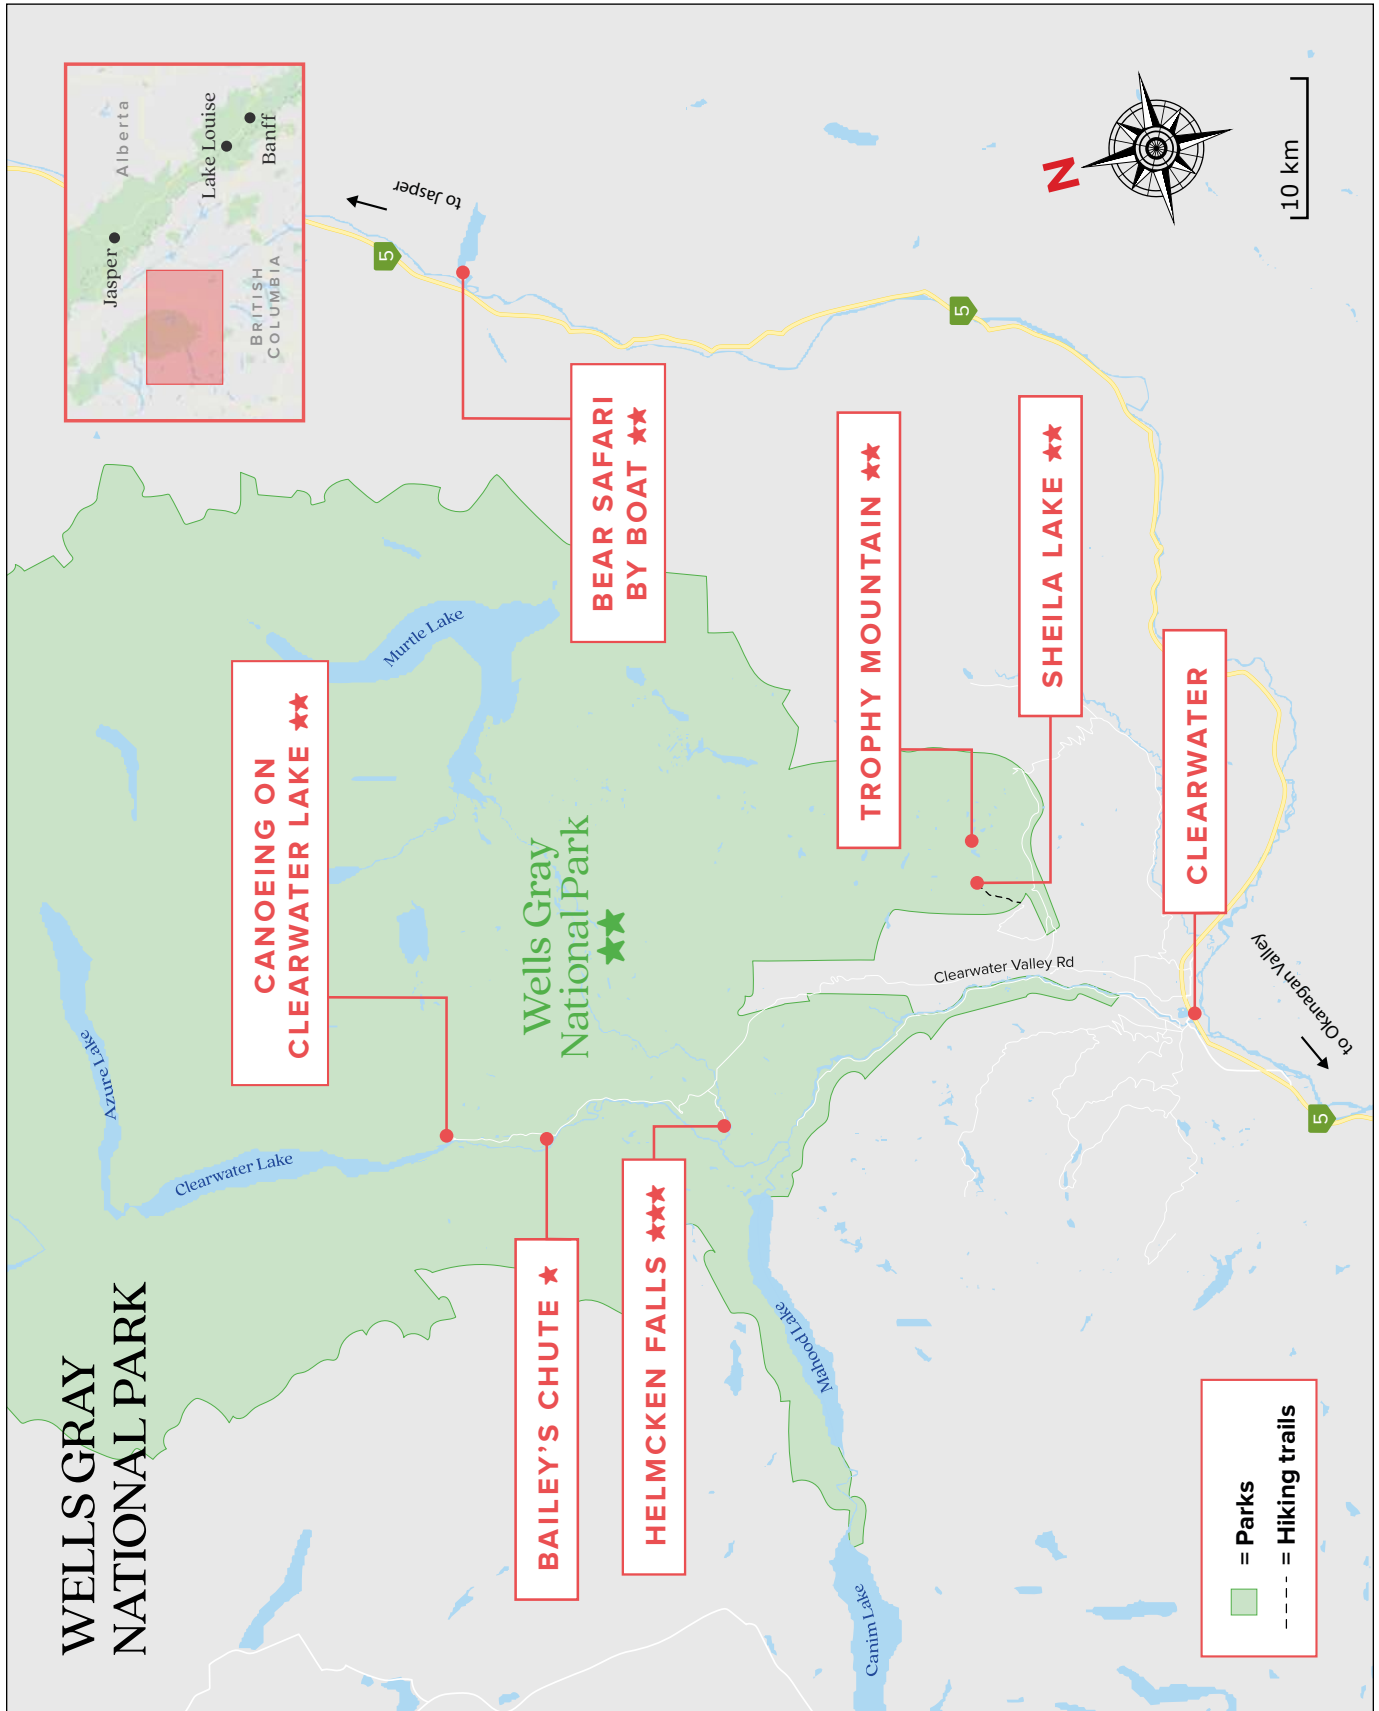 WELLS GRAY
NATIONAL PARK
Alberta
Jasper
Lake Louise
Banff
BRITISH
COLUMBIA
to Jasper
5
BEAR SAFARI
BY BOAT ★★
Murtle Lake
CANOEING ON
CLEARWATER LAKE ★★
Azure Lake
Clearwater Lake
Wells Gray
National Park
★★
BAILEY’S CHUTE ★
HELMCKEN FALLS ★★★
TROPHY MOUNTAIN ★★
SHEILA LAKE ★★
5
CLEARWATER
Clearwater Valley Rd
to Okanagan Valley
5
Mahood Lake
Canim Lake
N
10 km
= Parks
= Hiking trails